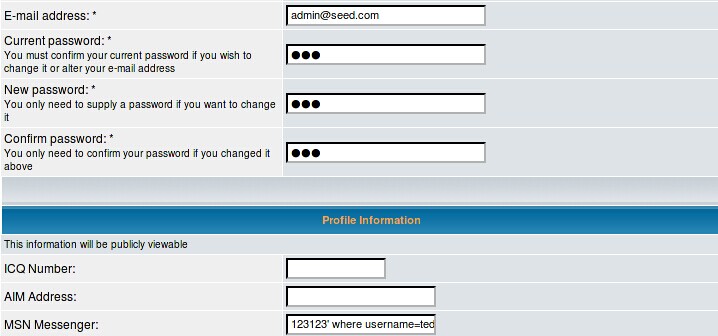 E-mail address: *
admin@seed.com
Current password: *
You must confirm your current password if you wish to
change it or alter your e-mail address
●●●
New password: *
You only need to supply a password if you want to change
it
●●●
Confirm password: *
You only need to confirm your password if you changed it
above
●●●
Profile Information
This information will be publicly viewable
ICQ Number:
AIM Address:
MSN Messenger:
123123' where username=ted